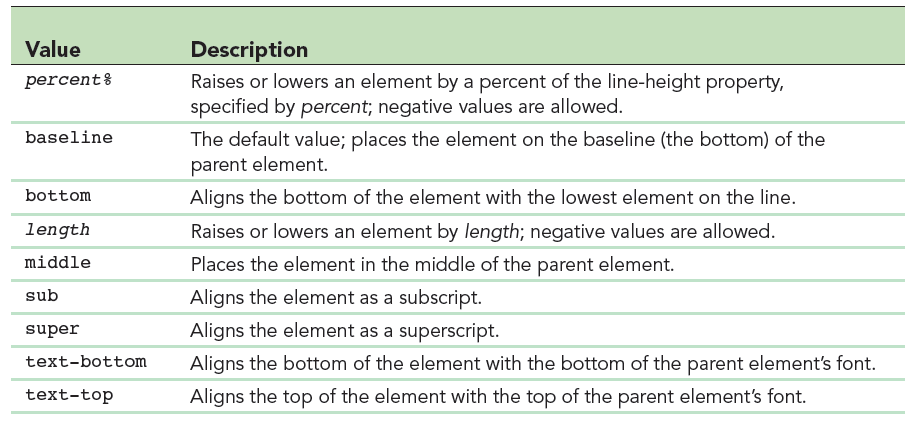 Value Description
percent% Raises or lowers an element by a percent of the line-height property,
specified by percent; negative values are allowed.
baseline The default value; places the element on the baseline (the bottom) of the
parent element.
bottom Aligns the bottom of the element with the lowest element on the line.
length Raises or lowers an element by length; negative values are allowed.
middle Places the element in the middle of the parent element.
sub Aligns the element as a subscript.
super Aligns the element as a superscript.
text-bottom Aligns the bottom of the element with the bottom of the parent element’s font.
text-top Aligns the top of the element with the top of the parent element’s font.